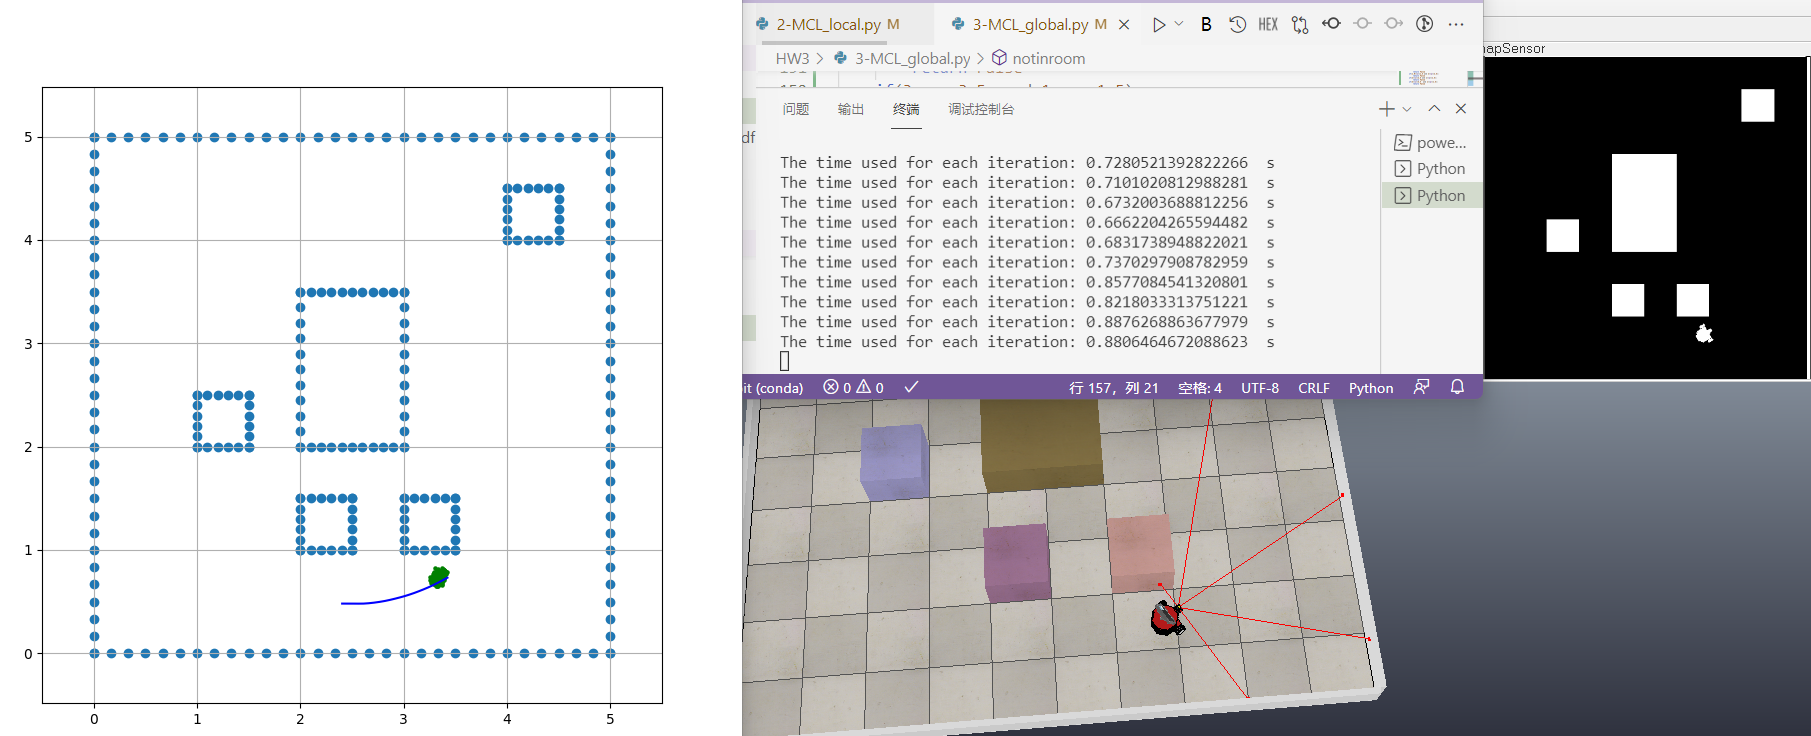 5
4
3
2
1
0
0 1 2 3 4 5
2-MCL_local.py M
3-MCL_global.py M
B
HEX
HW3 > 3-MCL_global.py > notinroom
问题 输出 终端 调试控制台
df
The time used for each iteration: 0.7280521392822266 s
The time used for each iteration: 0.7101020812988281 s
The time used for each iteration: 0.6732003688812256 s
The time used for each iteration: 0.6662204265594482 s
The time used for each iteration: 0.6831738948822021 s
The time used for each iteration: 0.7370297908782959 s
The time used for each iteration: 0.8577084541320801 s
The time used for each iteration: 0.8218033313751221 s
The time used for each iteration: 0.8876268863677979 s
The time used for each iteration: 0.8806464672088623 s
powe...
Python
Python
it (conda) 0 0 行 157，列 21 空格: 4 UTF-8 CRLF Python
apSensor